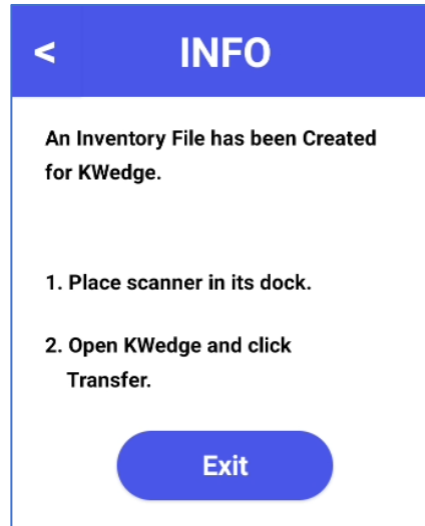 <
INFO
An Inventory File has been Created
for KWedge.
1. Place scanner in its dock.
2. Open KWedge and click
Transfer.
Exit